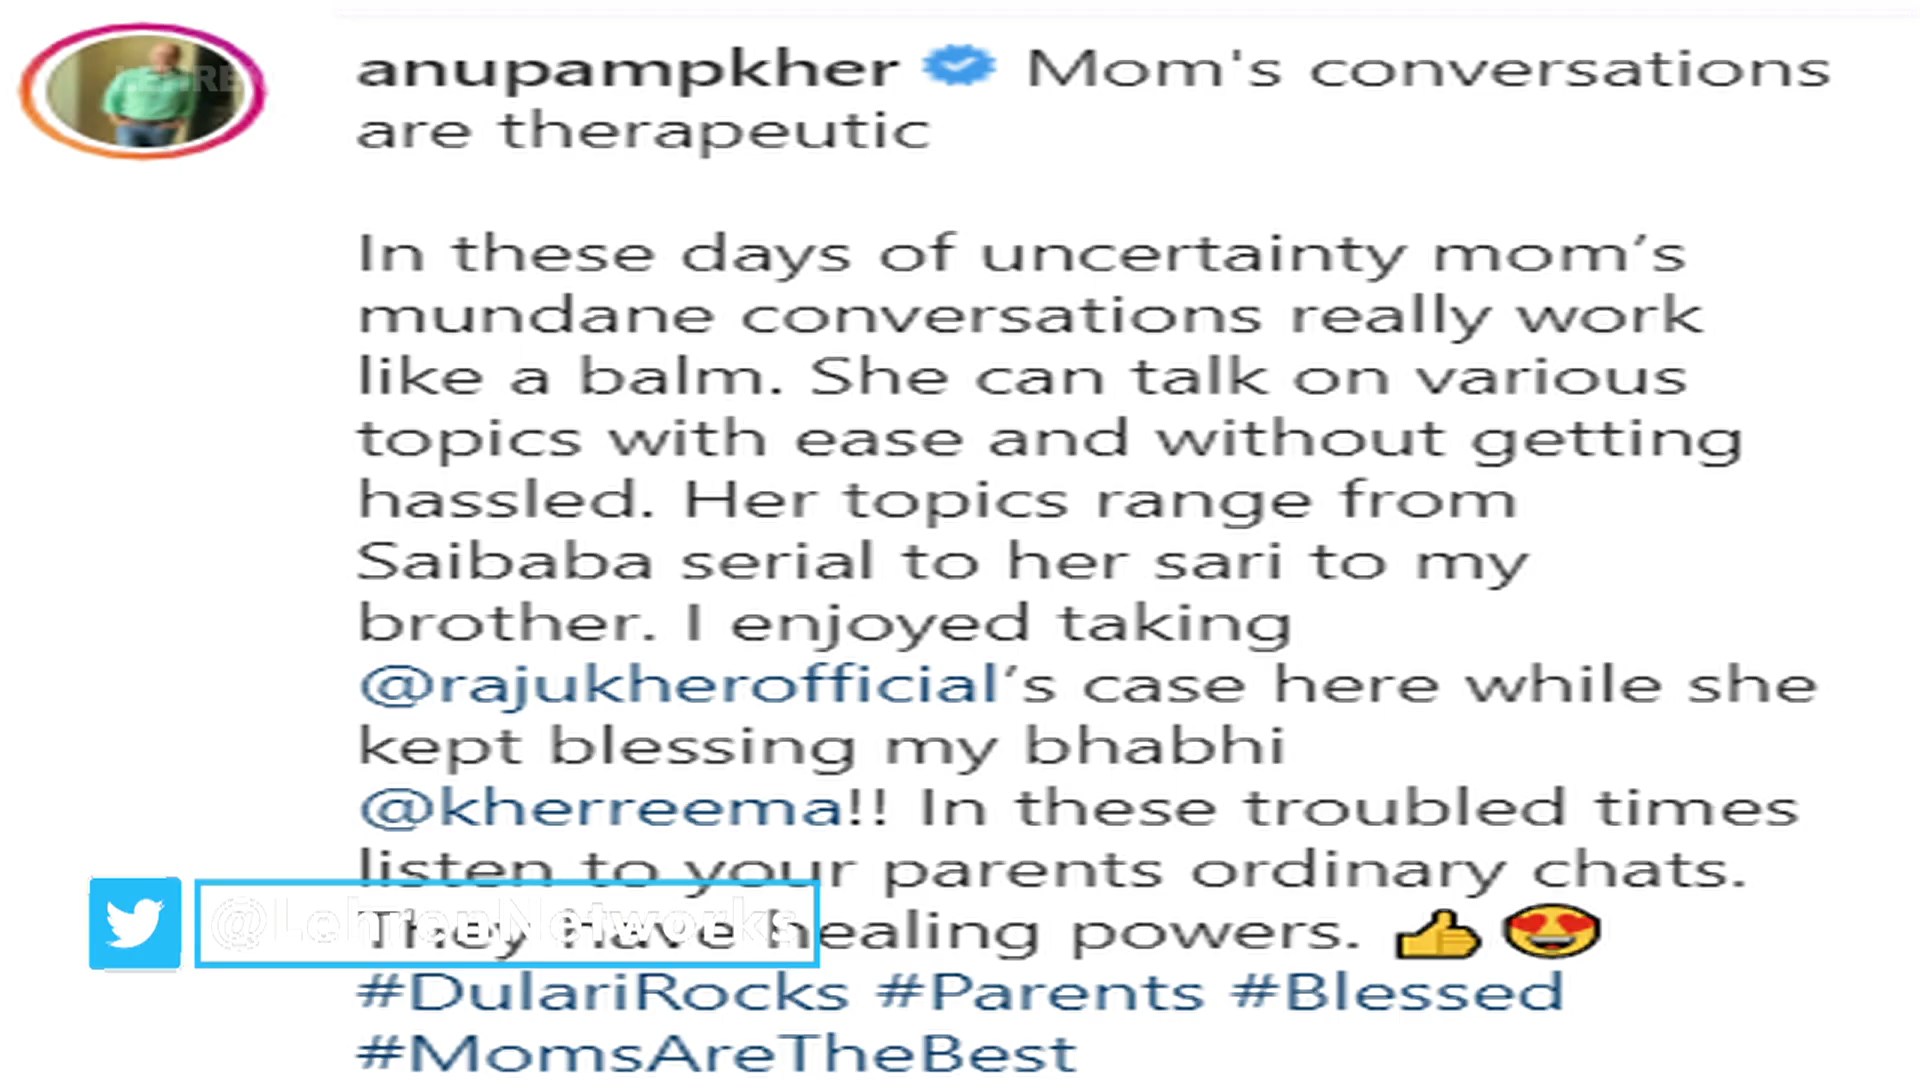 anupampkher Mom's conversations
are therapeutic
In these days of uncertainty mom’s
mundane conversations really work
like a balm. She can talk on various
topics with ease and without getting
hassled. Her topics range from
Saibaba serial to her sari to my
brother. I enjoyed taking
@rajukherofficial’s case here while she
kept blessing my bhabhi
@kherreema!! In these troubled times
listen to your parents ordinary chats.
They have healing powers. 👍😍
@LehrenNetworks
#DulariRocks #Parents #Blessed
#MomsAreTheBest